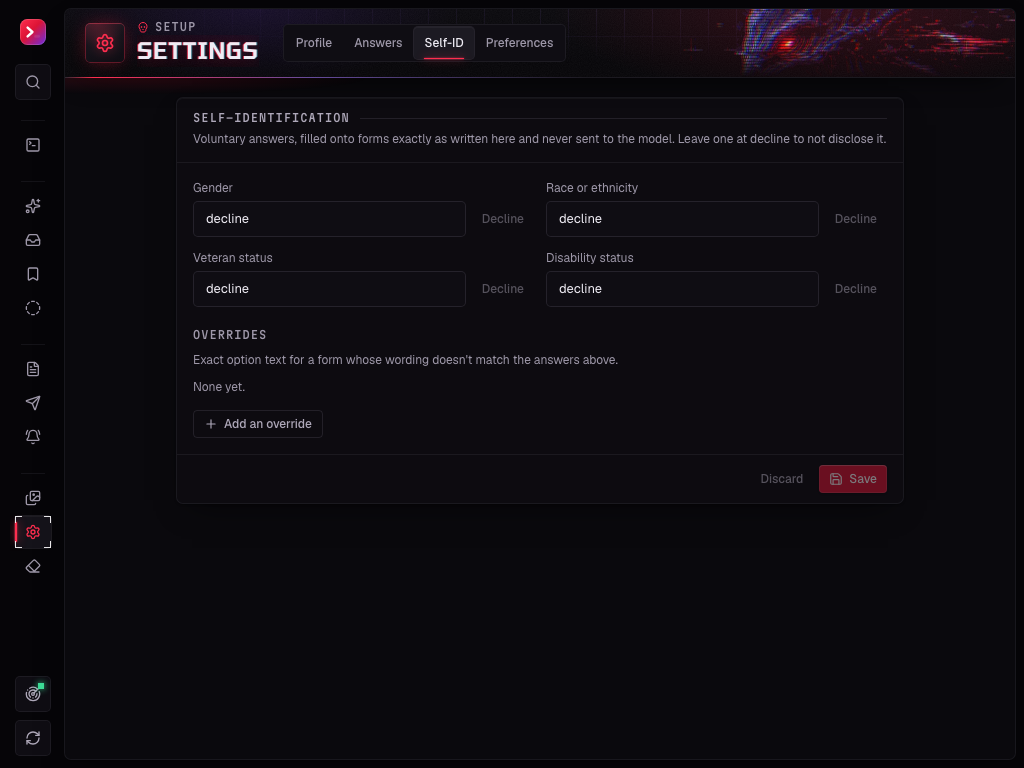 SETUP
SETTINGS
Profile
Answers
Self-ID
Preferences
SELF-IDENTIFICATION
Voluntary answers, filled onto forms exactly as written here and never sent to the model. Leave one at decline to not disclose it.
Gender
Race or ethnicity
decline
Decline
decline
Decline
Veteran status
Disability status
decline
Decline
decline
Decline
OVERRIDES
Exact option text for a form whose wording doesn't match the answers above.
None yet.
Add an override
Discard
Save